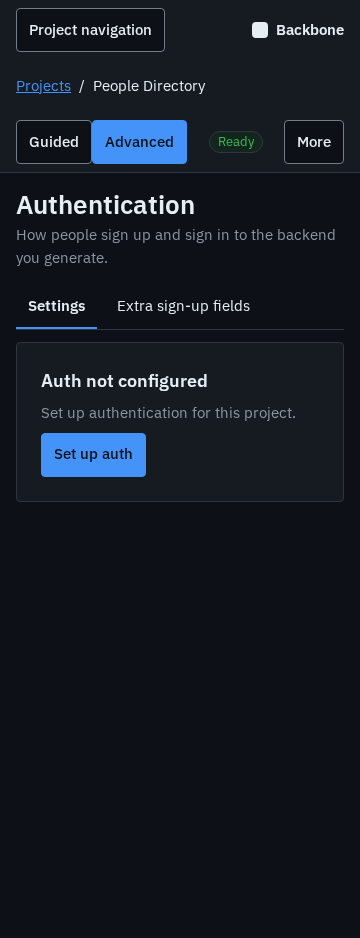 Project navigation
Backbone
Projects / People Directory
Guided
Advanced
Ready
More
Authentication
How people sign up and sign in to the backend
you generate.
Settings
Extra sign-up fields
Auth not configured
Set up authentication for this project.
Set up auth